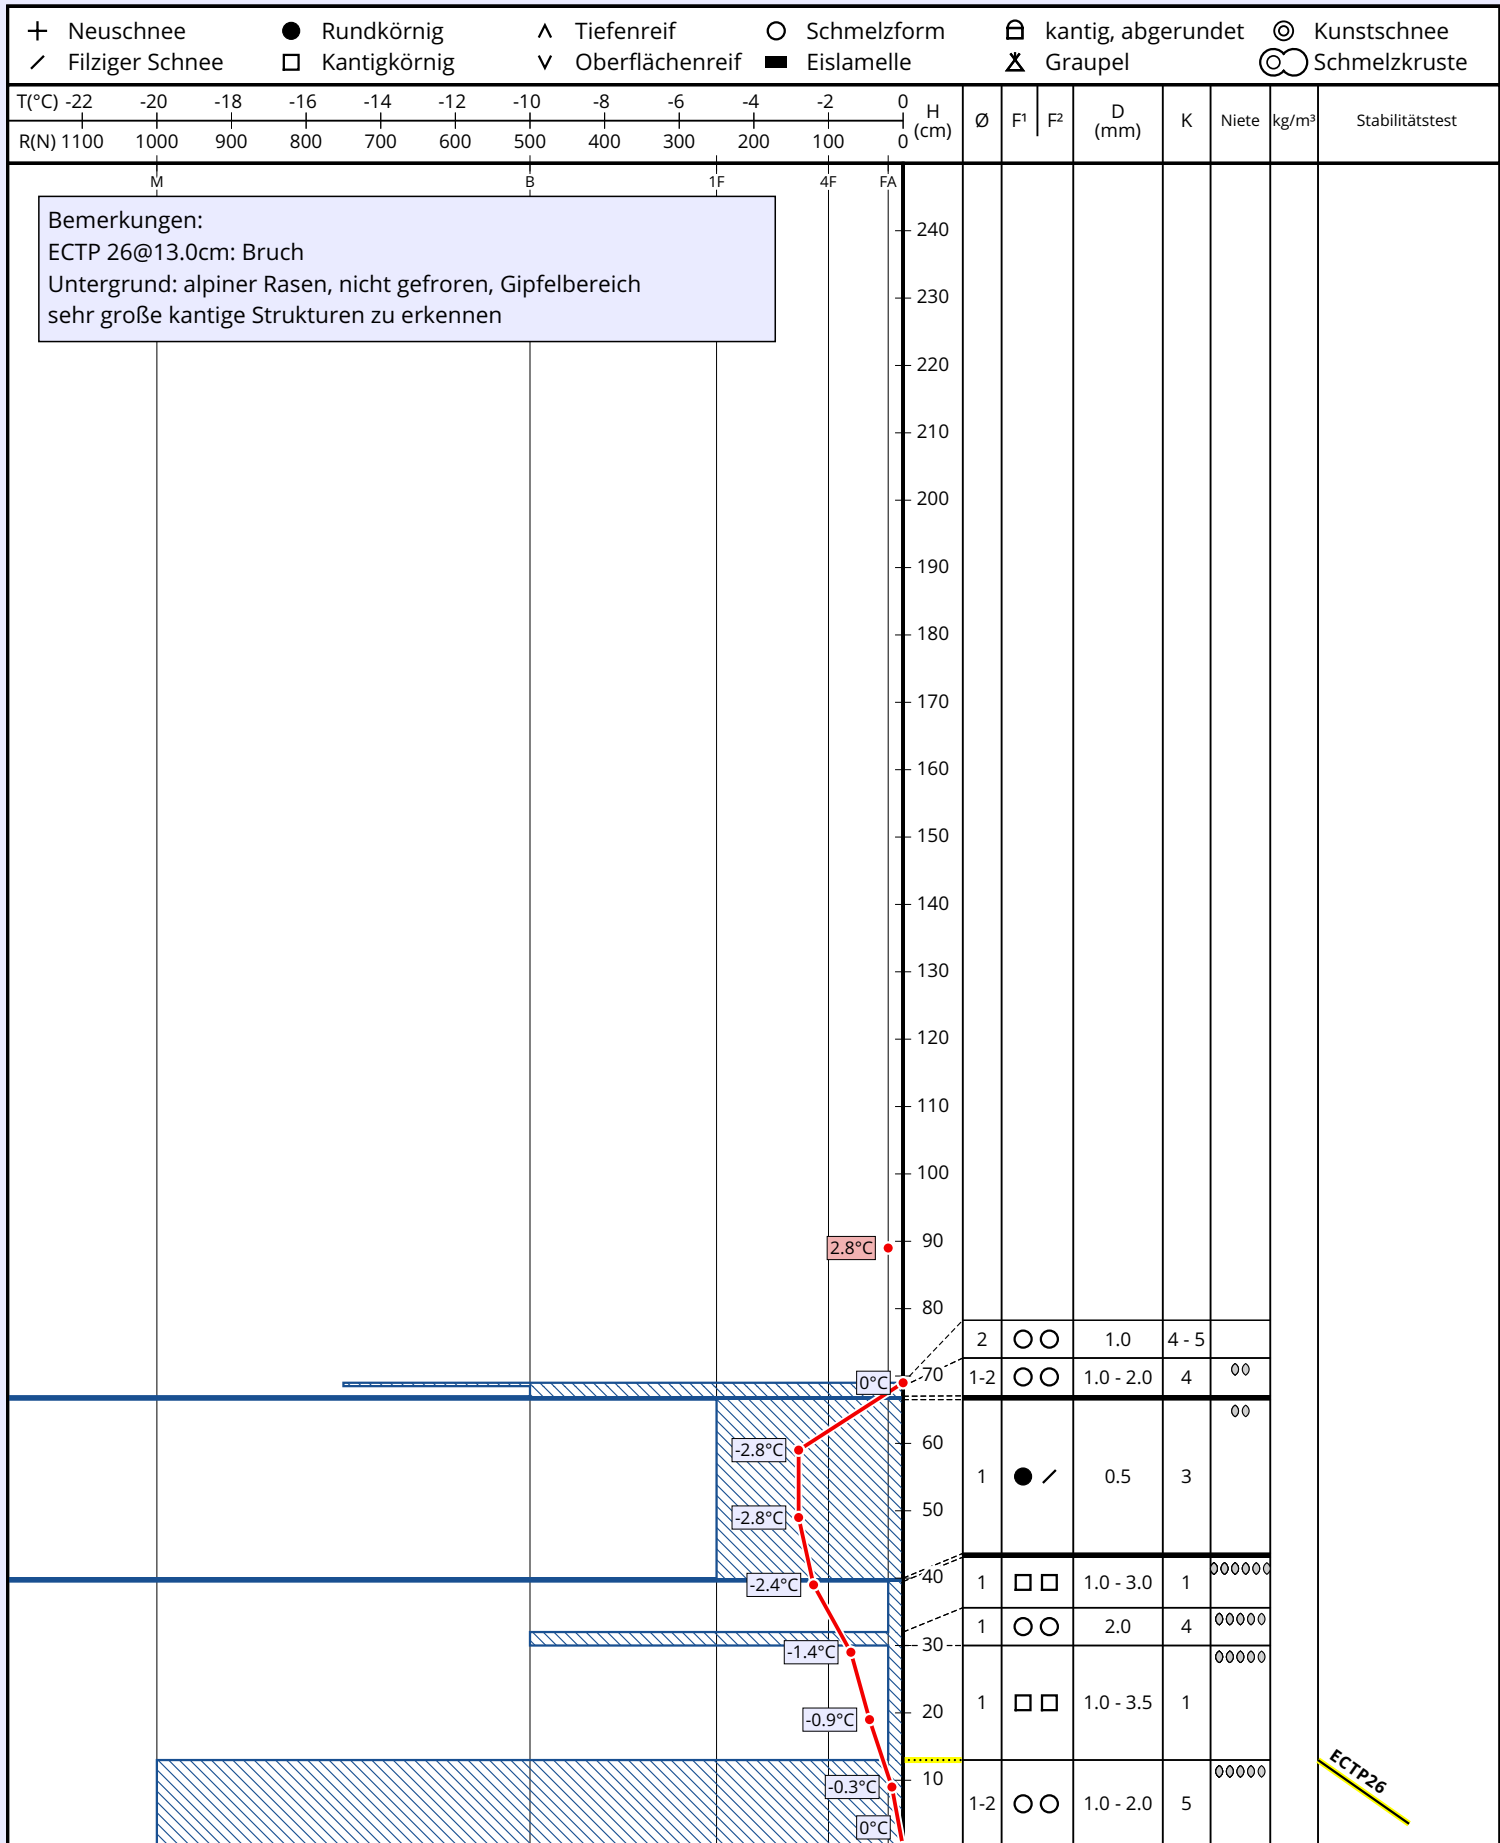 Neuschnee Rundkörnig Tiefenreif Schmelzform kantig, abgerundet Kunstschnee
Filziger Schnee Kantigkörnig Oberflächenreif Eislamelle Graupel Schmelzkruste
T(°C) -22 -20 -18 -16 -14 -12 -10 -8 -6 -4 -2 0
R(N) 1100 1000 900 800 700 600 500 400 300 200 100 0
H (cm) Ø F¹ F² D (mm) K Niete kg/m³ Stabilitätstest
M B 1F 4F FA
Bemerkungen:
ECTP 26@13.0cm: Bruch
Untergrund: alpiner Rasen, nicht gefroren, Gipfelbereich
sehr große kantige Strukturen zu erkennen
240
230
220
210
200
190
180
170
160
150
140
130
120
110
100
90
2.8°C
80
2 1.0 4 - 5
70
0°C
1-2 1.0 - 2.0 4
60
-2.8°C
1 0.5 3
50
-2.8°C
40
-2.4°C
1 1.0 - 3.0 1
1 2.0 4
30
-1.4°C
1 1.0 - 3.5 1
20
-0.9°C
ECTP26
10
-0.3°C
1-2 1.0 - 2.0 5
0°C